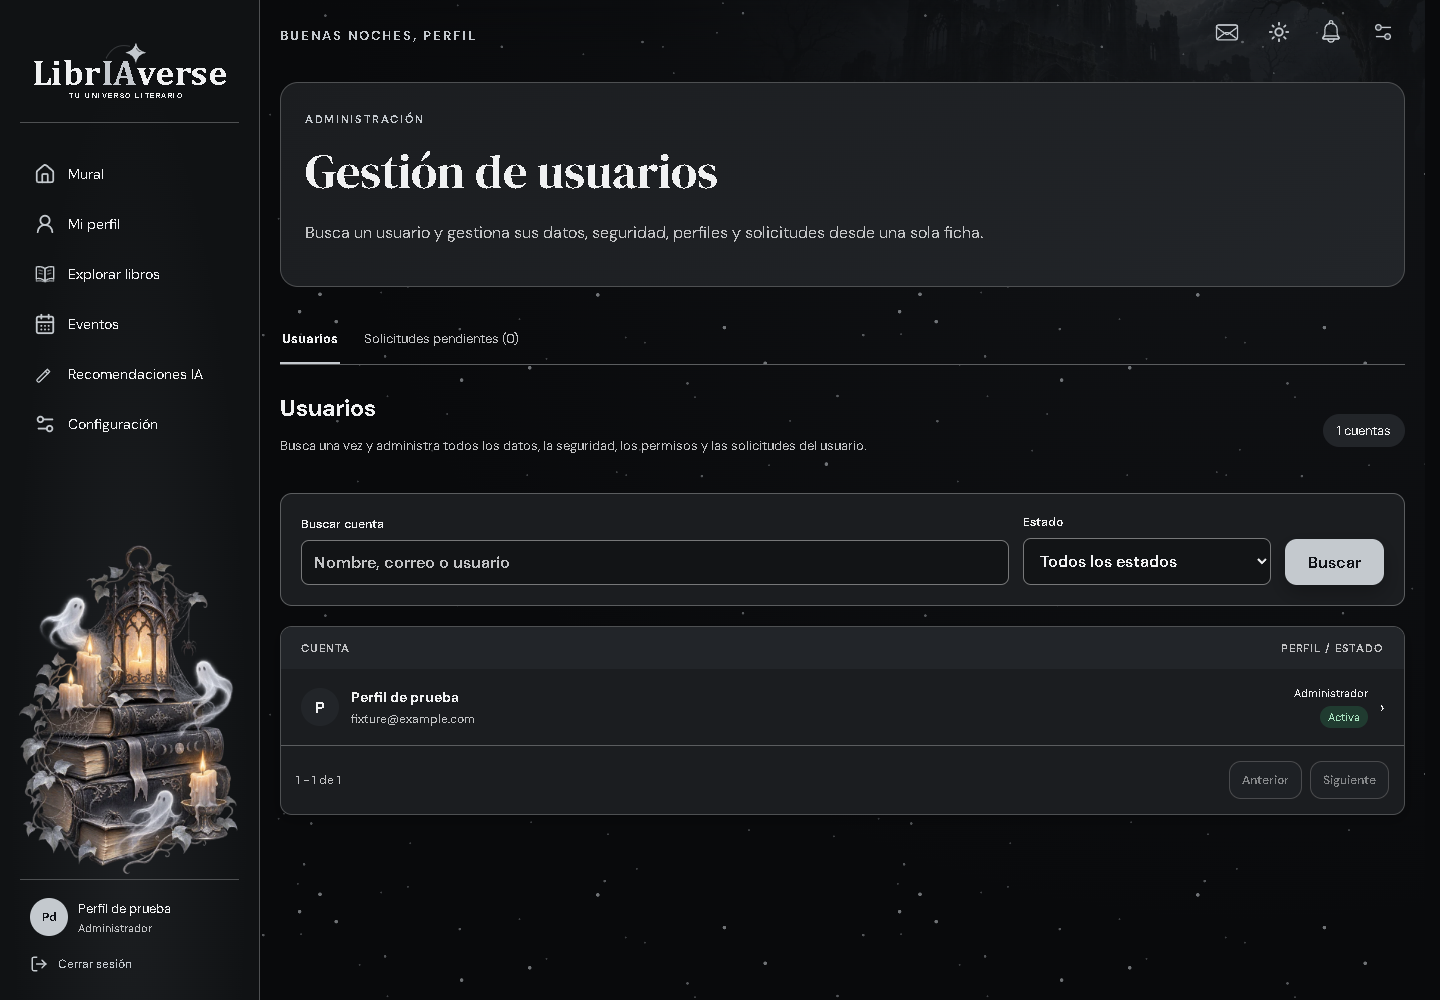 LibrIAverse
TU UNIVERSO LITERARIO
Mural
Mi perfil
Explorar libros
Eventos
Recomendaciones IA
Configuración
Pd
Perfil de prueba
Administrador
Cerrar sesión
BUENAS NOCHES, PERFIL
ADMINISTRACIÓN
Gestión de usuarios
Busca un usuario y gestiona sus datos, seguridad, perfiles y solicitudes desde una sola ficha.
Usuarios
Solicitudes pendientes (0)
Usuarios
Busca una vez y administra todos los datos, la seguridad, los permisos y las solicitudes del usuario.
1 cuentas
Buscar cuenta
Nombre, correo o usuario
Estado
Todos los estados
Buscar
CUENTA
PERFIL / ESTADO
P
Perfil de prueba
fixture@example.com
Administrador
Activa
1–1 de 1
Anterior
Siguiente